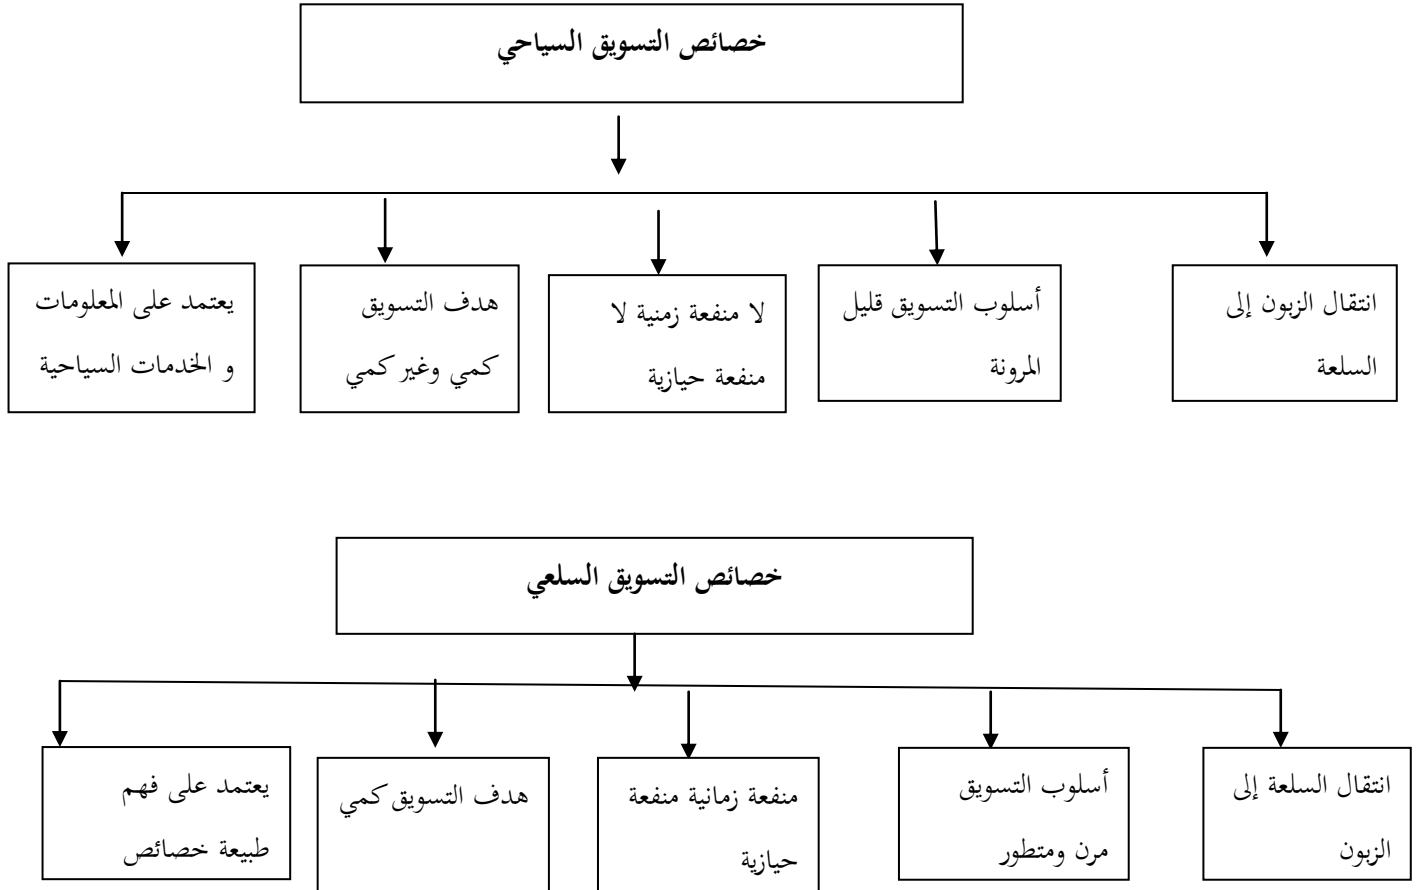 خصائص التسويق السياحي
انتقال الزبون إلى
السلعة
أسلوب التسويق قليل
المرونة
لا منفعة زمنية لا
منفعة حيازية
هدف التسويق
كمي وغير كمي
يعتمد على المعلومات
و الخدمات السياحية
خصائص التسويق السلعي
انتقال السلعة إلى
الزبون
أسلوب التسويق
مرن ومتطور
منفعة زمانية منفعة
حيازية
هدف التسويق كمي
يعتمد على فهم
طبيعة خصائص